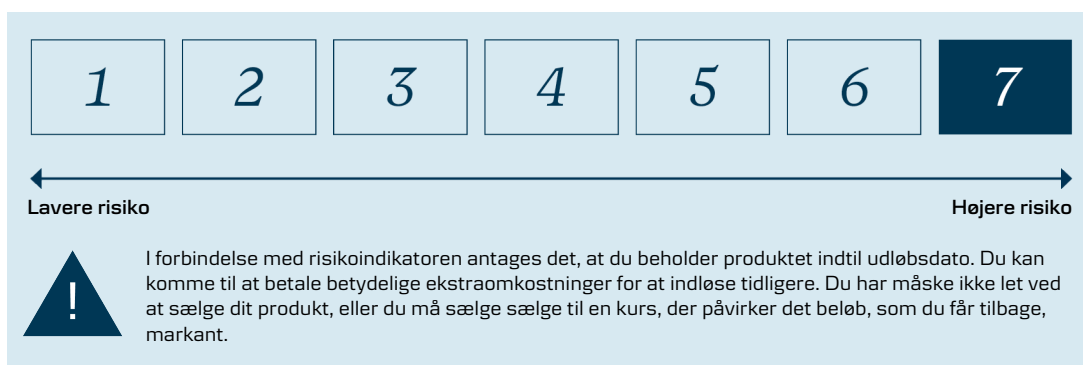 1 2 3 4 5 6 7
Lavere risiko Højere risiko
! I forbindelse med risikoindikatoren antages det, at du beholder produktet indtil udløbsdato. Du kan
komme til at betale betydelige ekstraomkostninger for at indløse tidligere. Du har måske ikke let ved
at sælge dit produkt, eller du må sælge sælge til en kurs, der påvirker det beløb, som du får tilbage,
markant.